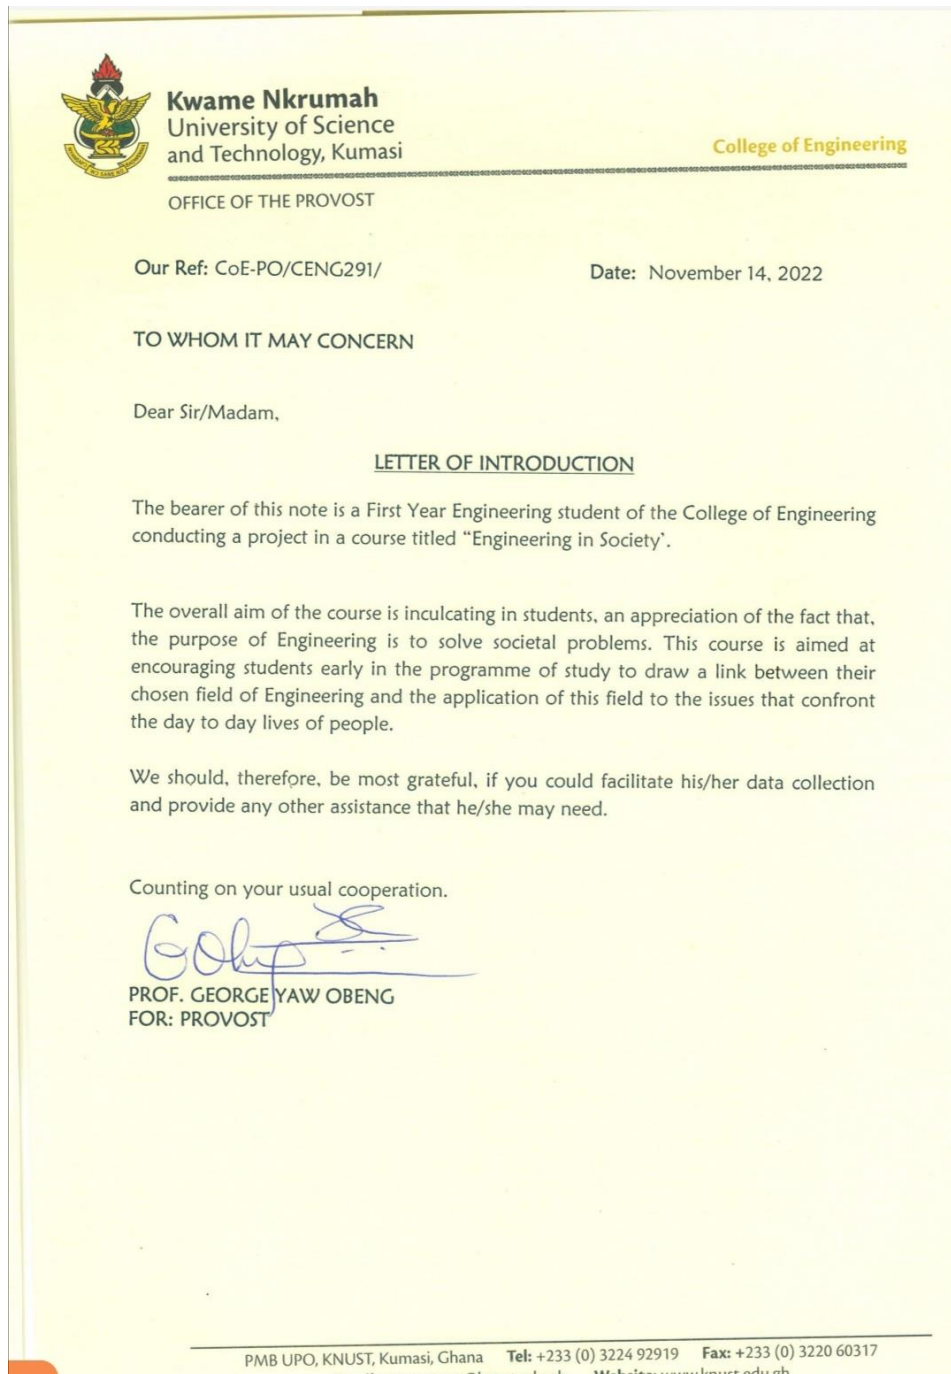 Kwame Nkrumah
University of Science
and Technology, Kumasi
College of Engineering
OFFICE OF THE PROVOST
Our Ref: CoE-PO/CENG291/
Date: November 14, 2022
TO WHOM IT MAY CONCERN
Dear Sir/Madam,
LETTER OF INTRODUCTION
The bearer of this note is a First Year Engineering student of the College of Engineering
conducting a project in a course titled “Engineering in Society‘.
The overall aim of the course is inculcating in students, an appreciation of the fact that,
the purpose of Engineering is to solve societal problems. This course is aimed at
encouraging students early in the programme of study to draw a link between their
chosen field of Engineering and the application of this field to the issues that confront
the day to day lives of people.
We should, therefore, be most grateful, if you could facilitate his/her data collection
and provide any other assistance that he/she may need.
Counting on your usual cooperation.
PROF. GEORGE YAW OBENG
FOR: PROVOST
PMB UPO, KNUST, Kumasi, Ghana Tel: +233 (0) 3224 92919 Fax: +233 (0) 3220 60317
Website: www.knust.edu.gh